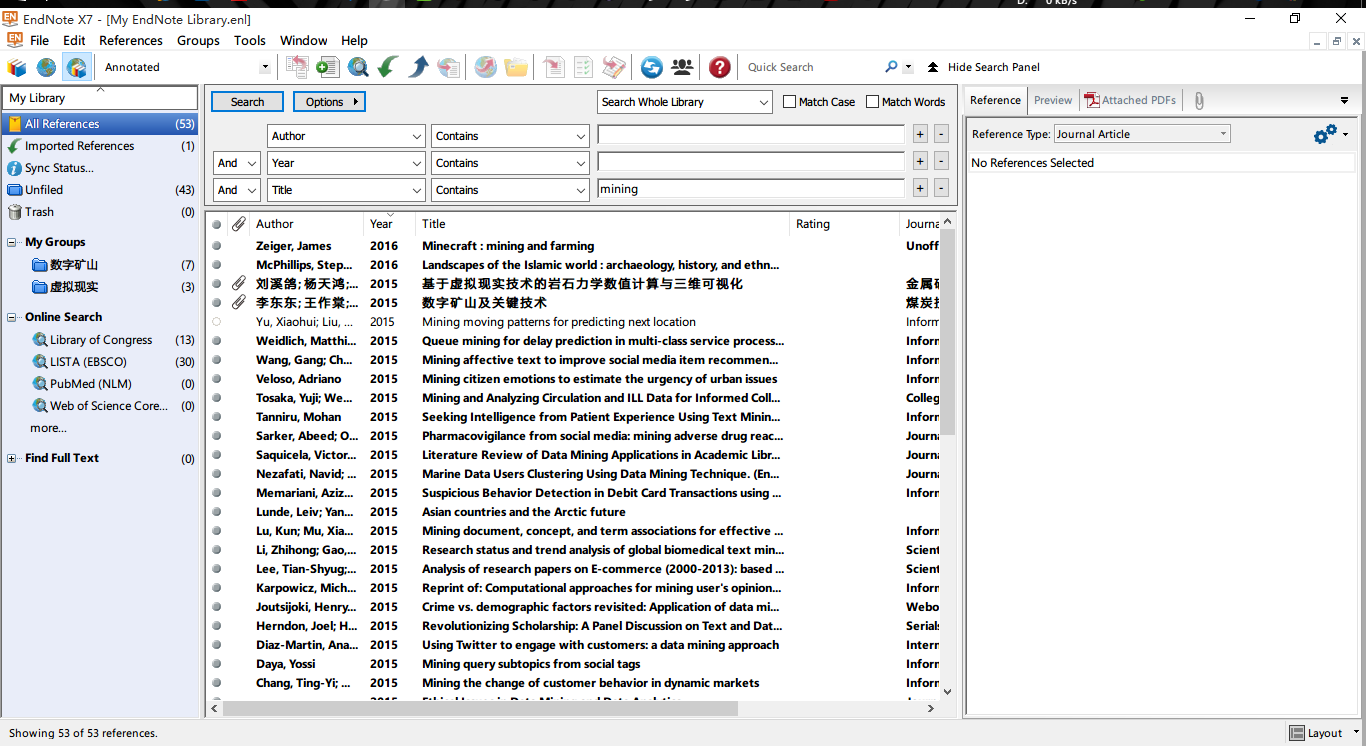 D: 0 kB/s
EndNote X7 - [My EndNote Library.enl]
File Edit References Groups Tools Window Help
Annotated Quick Search Hide Search Panel
My Library
All References (53)
Imported References (1)
Sync Status...
Unfiled (43)
Trash (0)
My Groups
数字矿山 (7)
虚拟现实 (3)
Online Search
Library of Congress (13)
LISTA (EBSCO) (30)
PubMed (NLM) (0)
Web of Science Core... (0)
more...
Find Full Text (0)
Search Options Search Whole Library Match Case Match Words
Author Contains + -
And Year Contains + -
And Title Contains mining + -
Author Year Title Rating Journa
Zeiger, James 2016 Minecraft : mining and farming Unoff
McPhillips, Step... 2016 Landscapes of the Islamic world : archaeology, history, and ethn...
刘溪鸽; 杨天鸿;... 2015 基于虚拟现实技术的岩石力学数值计算与三维可视化 金属矿
李东东; 王作棠;... 2015 数字矿山及关键技术 煤炭技
Yu, Xiaohui; Liu, ... 2015 Mining moving patterns for predicting next location Inform
Weidlich, Matthi... 2015 Queue mining for delay prediction in multi-class service process... Inforn
Wang, Gang; Ch... 2015 Mining affective text to improve social media item recommen... Inforn
Veloso, Adriano 2015 Mining citizen emotions to estimate the urgency of urban issues Inforn
Tosaka, Yuji; We... 2015 Mining and Analyzing Circulation and ILL Data for Informed Coll... Colleg
Tanniru, Mohan 2015 Seeking Intelligence from Patient Experience Using Text Minin... Inforn
Sarker, Abeed; O... 2015 Pharmacovigilance from social media: mining adverse drug reac... Journa
Saquicela, Victor... 2015 Literature Review of Data Mining Applications in Academic Libr... Journa
Nezafati, Navid; ... 2015 Marine Data Users Clustering Using Data Mining Technique. (En... Journa
Memariani, Aziz... 2015 Suspicious Behavior Detection in Debit Card Transactions using ... Inforn
Lunde, Leiv; Yan... 2015 Asian countries and the Arctic future
Lu, Kun; Mu, Xia... 2015 Mining document, concept, and term associations for effective ... Inforn
Li, Zhihong; Gao,... 2015 Research status and trend analysis of global biomedical text min... Scient
Lee, Tian-Shyug;... 2015 Analysis of research papers on E-commerce (2000-2013): based ... Scient
Karpowicz, Mich... 2015 Reprint of: Computational approaches for mining user's opinion... Inforn
Joutsijoki, Henry... 2015 Crime vs. demographic factors revisited: Application of data mi... Webo
Herndon, Joel; H... 2015 Revolutionizing Scholarship: A Panel Discussion on Text and Dat... Serials
Diaz-Martin, Ana... 2015 Using Twitter to engage with customers: a data mining approach Intern
Daya, Yossi 2015 Mining query subtopics from social tags Inforn
Chang, Ting-Yi; ... 2015 Mining the change of customer behavior in dynamic markets Inforn
Reference Preview Attached PDFs
Reference Type: Journal Article
No References Selected
Showing 53 of 53 references. Layout